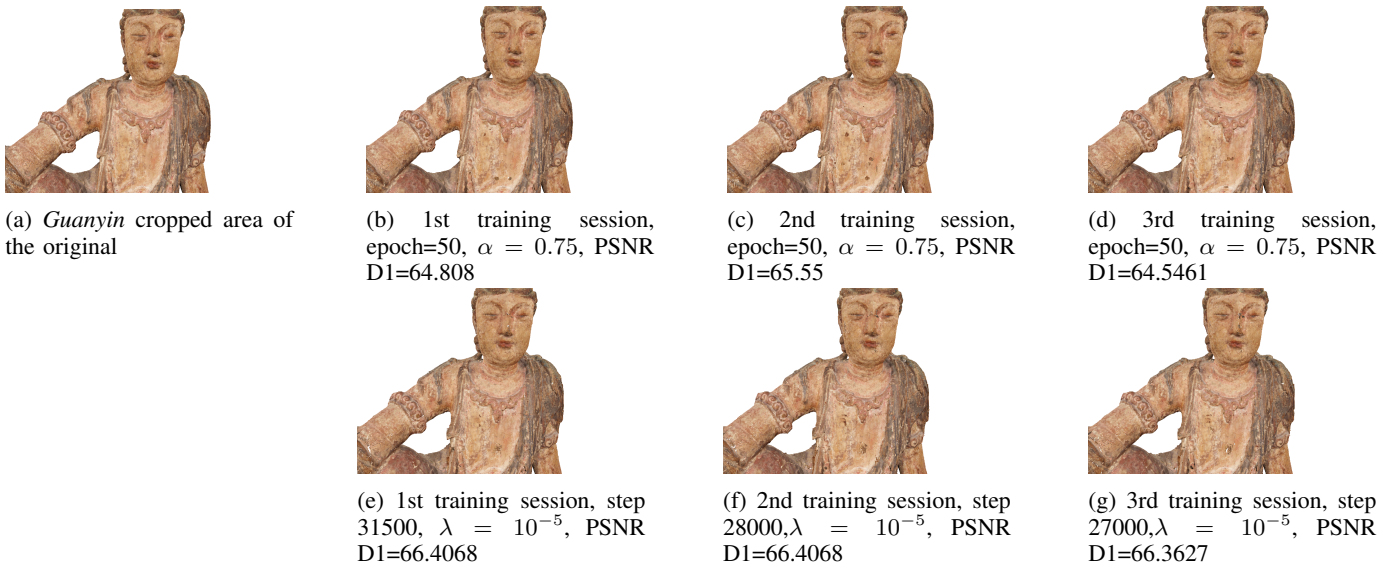 (a) Guanyin cropped area of
the original
(b) 1st training session,
epoch=50, α = 0.75, PSNR
D1=64.808
(c) 2nd training session,
epoch=50, α = 0.75, PSNR
D1=65.55
(d) 3rd training session,
epoch=50, α = 0.75, PSNR
D1=64.5461
(e) 1st training session, step
31500, λ = 10⁻⁵, PSNR
D1=66.4068
(f) 2nd training session, step
28000,λ = 10⁻⁵, PSNR
D1=66.4068
(g) 3rd training session, step
27000,λ = 10⁻⁵, PSNR
D1=66.3627